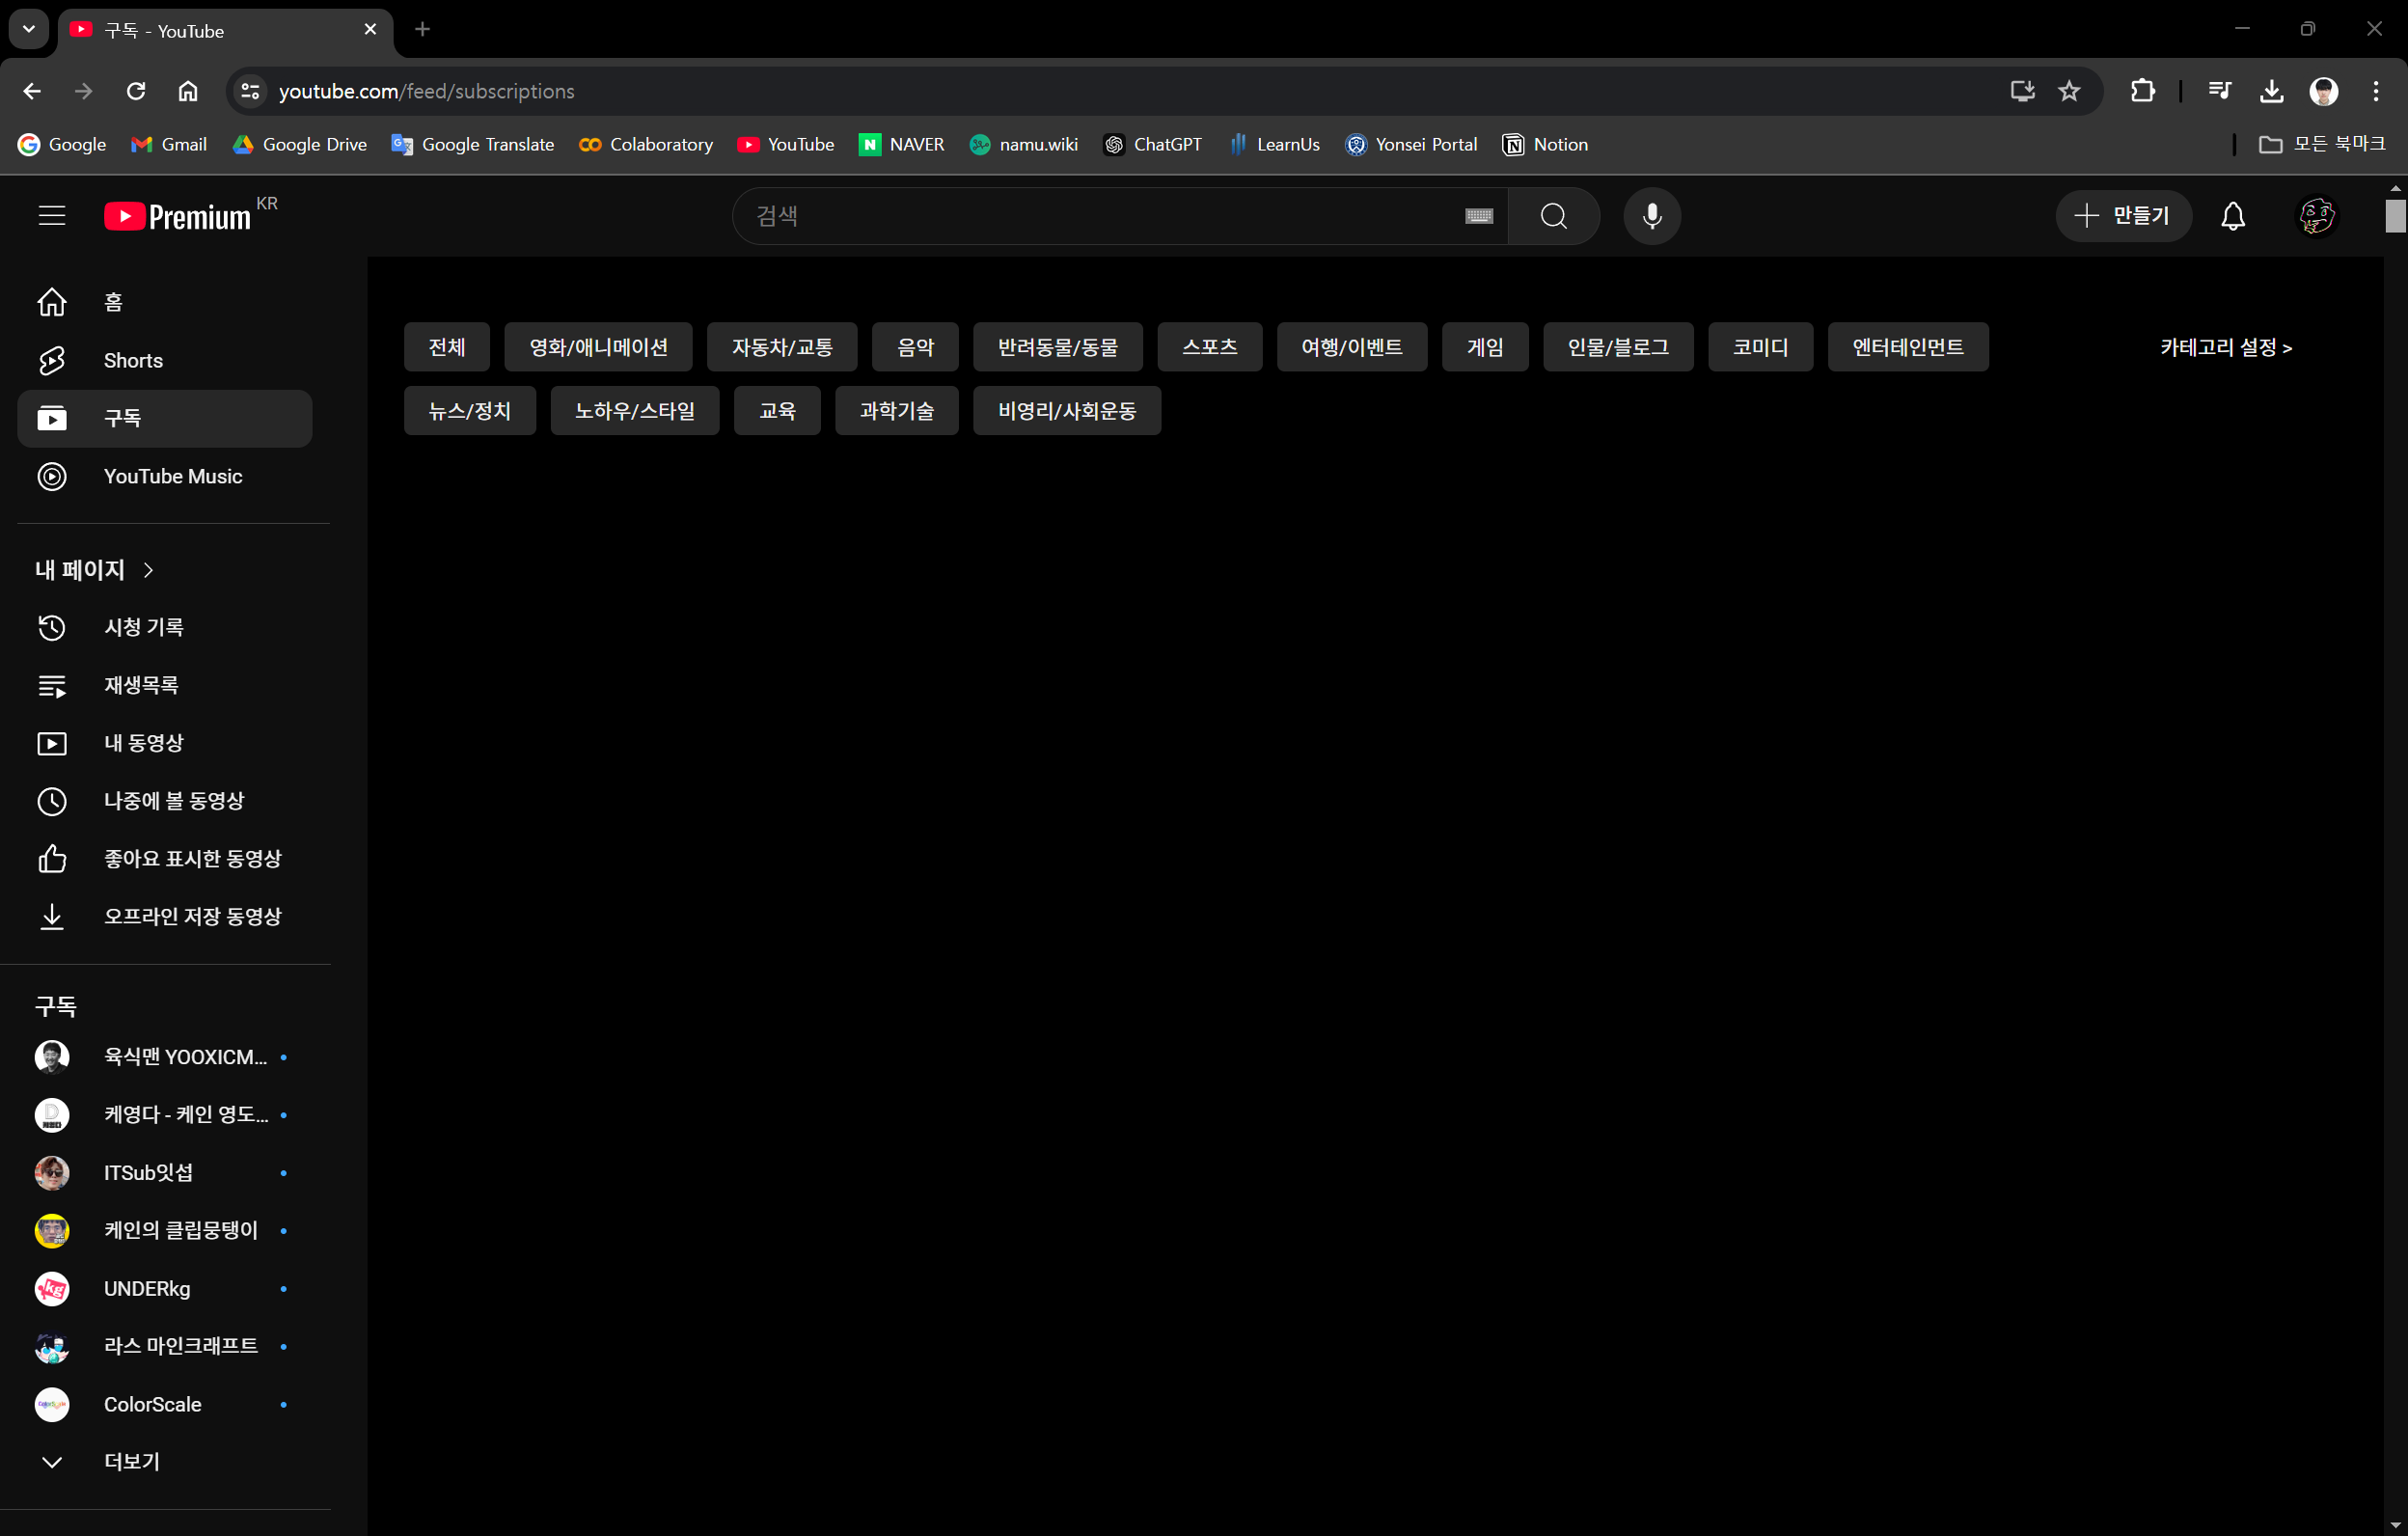 구독 - YouTube
youtube.com/feed/subscriptions
Google Gmail Google Drive Google Translate Colaboratory YouTube NAVER namu.wiki ChatGPT LearnUs Yonsei Portal Notion 모든 북마크
Premium KR
검색
만들기
홈
Shorts
구독
YouTube Music
내 페이지
시청 기록
재생목록
내 동영상
나중에 볼 동영상
좋아요 표시한 동영상
오프라인 저장 동영상
구독
육식맨 YOOXICM...
케영다 - 케인 영도...
ITSub잇섭
케인의 클립뭉탱이
UNDERkg
라스 마인크래프트
ColorScale
더보기
전체 영화/애니메이션 자동차/교통 음악 반려동물/동물 스포츠 여행/이벤트 게임 인물/블로그 코미디 엔터테인먼트 카테고리 설정 >
뉴스/정치 노하우/스타일 교육 과학기술 비영리/사회운동